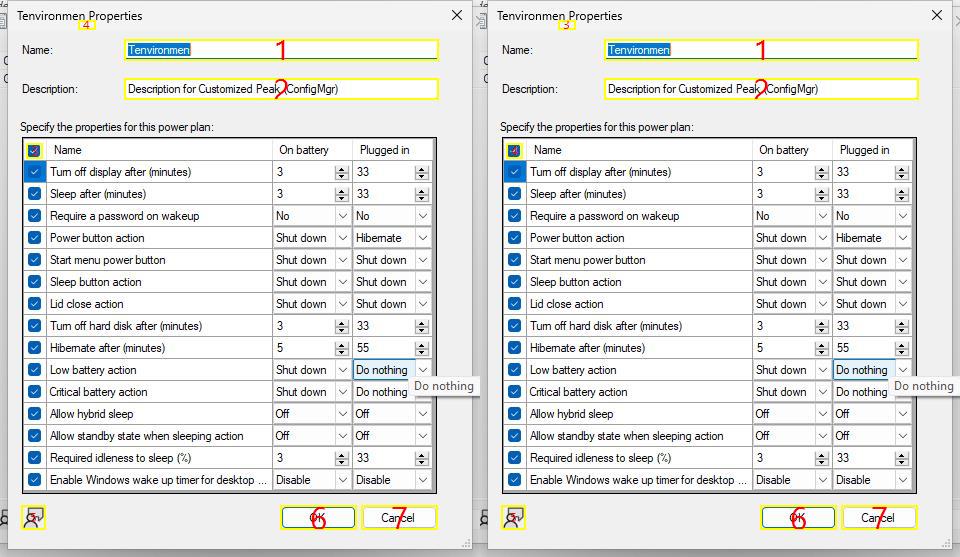 Tenvironmen Properties
4
Name:
Tenvironmen
1
Description:
Description for Customized Peak (ConfigMgr)
2
Specify the properties for this power plan:
Name On battery Plugged in
Turn off display after (minutes) 3 33
Sleep after (minutes) 3 33
Require a password on wakeup No No
Power button action Shut down Hibernate
Start menu power button Shut down Shut down
Sleep button action Shut down Shut down
Lid close action Shut down Shut down
Turn off hard disk after (minutes) 3 33
Hibernate after (minutes) 5 55
Low battery action Shut down Do nothing
Do nothing
Critical battery action Shut down Do nothing
Allow hybrid sleep Off Off
Allow standby state when sleeping action Off Off
Required idleness to sleep (%) 3 33
Enable Windows wake up timer for desktop ... Disable Disable
OK
6
Cancel
7
Tenvironmen Properties
3
Name:
Tenvironmen
1
Description:
Description for Customized Peak (ConfigMgr)
2
Specify the properties for this power plan:
Name On battery Plugged in
Turn off display after (minutes) 3 33
Sleep after (minutes) 3 33
Require a password on wakeup No No
Power button action Shut down Hibernate
Start menu power button Shut down Shut down
Sleep button action Shut down Shut down
Lid close action Shut down Shut down
Turn off hard disk after (minutes) 3 33
Hibernate after (minutes) 5 55
Low battery action Shut down Do nothing
Do nothing
Critical battery action Shut down Do nothing
Allow hybrid sleep Off Off
Allow standby state when sleeping action Off Off
Required idleness to sleep (%) 3 33
Enable Windows wake up timer for desktop ... Disable Disable
OK
6
Cancel
7